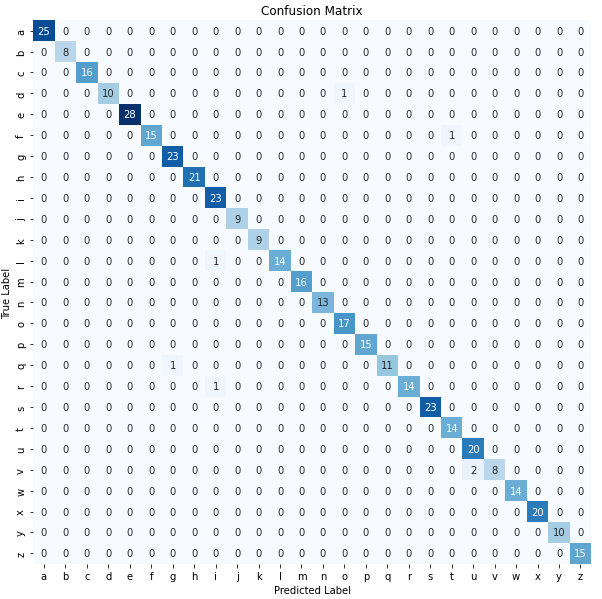 Confusion Matrix
True Label
a 25 0 0 0 0 0 0 0 0 0 0 0 0 0 0 0 0 0 0 0 0 0 0 0 0 0
b 0 8 0 0 0 0 0 0 0 0 0 0 0 0 0 0 0 0 0 0 0 0 0 0 0 0
c 0 0 16 0 0 0 0 0 0 0 0 0 0 0 0 0 0 0 0 0 0 0 0 0 0 0
d 0 0 0 10 0 0 0 0 0 0 0 0 0 0 1 0 0 0 0 0 0 0 0 0 0 0
e 0 0 0 0 28 0 0 0 0 0 0 0 0 0 0 0 0 0 0 0 0 0 0 0 0 0
f 0 0 0 0 0 15 0 0 0 0 0 0 0 0 0 0 0 0 0 1 0 0 0 0 0 0
g 0 0 0 0 0 0 23 0 0 0 0 0 0 0 0 0 0 0 0 0 0 0 0 0 0 0
h 0 0 0 0 0 0 0 21 0 0 0 0 0 0 0 0 0 0 0 0 0 0 0 0 0 0
i 0 0 0 0 0 0 0 0 23 0 0 0 0 0 0 0 0 0 0 0 0 0 0 0 0 0
j 0 0 0 0 0 0 0 0 0 9 0 0 0 0 0 0 0 0 0 0 0 0 0 0 0 0
k 0 0 0 0 0 0 0 0 0 0 9 0 0 0 0 0 0 0 0 0 0 0 0 0 0 0
l 0 0 0 0 0 0 0 0 1 0 0 14 0 0 0 0 0 0 0 0 0 0 0 0 0 0
m 0 0 0 0 0 0 0 0 0 0 0 0 16 0 0 0 0 0 0 0 0 0 0 0 0 0
n 0 0 0 0 0 0 0 0 0 0 0 0 0 13 0 0 0 0 0 0 0 0 0 0 0 0
o 0 0 0 0 0 0 0 0 0 0 0 0 0 0 17 0 0 0 0 0 0 0 0 0 0 0
p 0 0 0 0 0 0 0 0 0 0 0 0 0 0 0 15 0 0 0 0 0 0 0 0 0 0
q 0 0 0 0 0 0 1 0 0 0 0 0 0 0 0 0 11 0 0 0 0 0 0 0 0 0
r 0 0 0 0 0 0 0 0 1 0 0 0 0 0 0 0 0 14 0 0 0 0 0 0 0 0
s 0 0 0 0 0 0 0 0 0 0 0 0 0 0 0 0 0 0 23 0 0 0 0 0 0 0
t 0 0 0 0 0 0 0 0 0 0 0 0 0 0 0 0 0 0 0 14 0 0 0 0 0 0
u 0 0 0 0 0 0 0 0 0 0 0 0 0 0 0 0 0 0 0 0 20 0 0 0 0 0
v 0 0 0 0 0 0 0 0 0 0 0 0 0 0 0 0 0 0 0 0 2 8 0 0 0 0
w 0 0 0 0 0 0 0 0 0 0 0 0 0 0 0 0 0 0 0 0 0 0 14 0 0 0
x 0 0 0 0 0 0 0 0 0 0 0 0 0 0 0 0 0 0 0 0 0 0 0 20 0 0
y 0 0 0 0 0 0 0 0 0 0 0 0 0 0 0 0 0 0 0 0 0 0 0 0 10 0
z 0 0 0 0 0 0 0 0 0 0 0 0 0 0 0 0 0 0 0 0 0 0 0 0 0 15
a b c d e f g h i j k l m n o p q r s t u v w x y z
Predicted Label